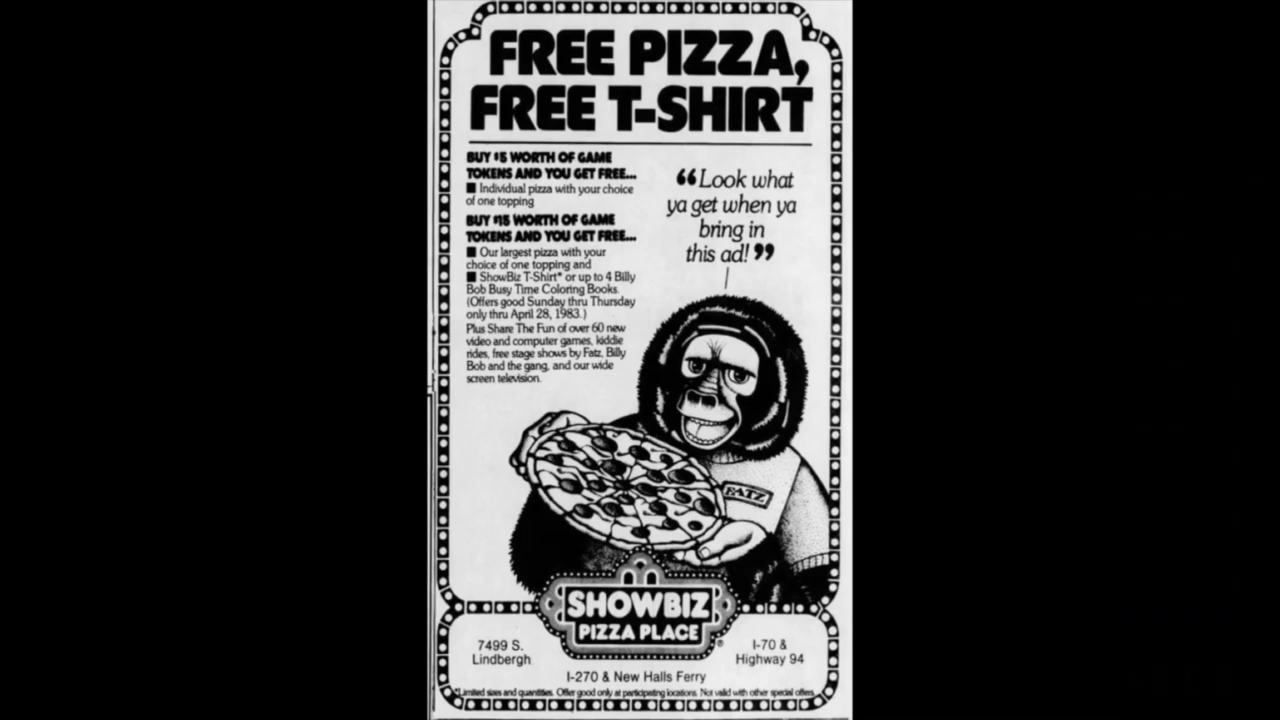 FREE PIZZA,
FREE T-SHIRT
BUY $5 WORTH OF GAME
TOKENS AND YOU GET FREE...
■ Individual pizza with your choice
of one topping
BUY $15 WORTH OF GAME
TOKENS AND YOU GET FREE...
■ Our largest pizza with your
choice of one topping and
■ ShowBiz T-Shirt* or up to 4 Billy
Bob Busy Time Coloring Books.
(Offers good Sunday thru Thursday
only thru April 28, 1983.)
Plus Share The Fun of over 60 new
video and computer games, kiddie
rides, free stage shows by Fatz, Billy
Bob and the gang, and our wide
screen television.
“Look what
ya get when ya
bring in
this ad!”
FATZ
SHOWBIZ
PIZZA PLACE®
7499 S.
Lindbergh
I-70 &
Highway 94
I-270 & New Halls Ferry
*Limited sizes and quantities. Offer good only at participating locations. Not valid with other special offers.